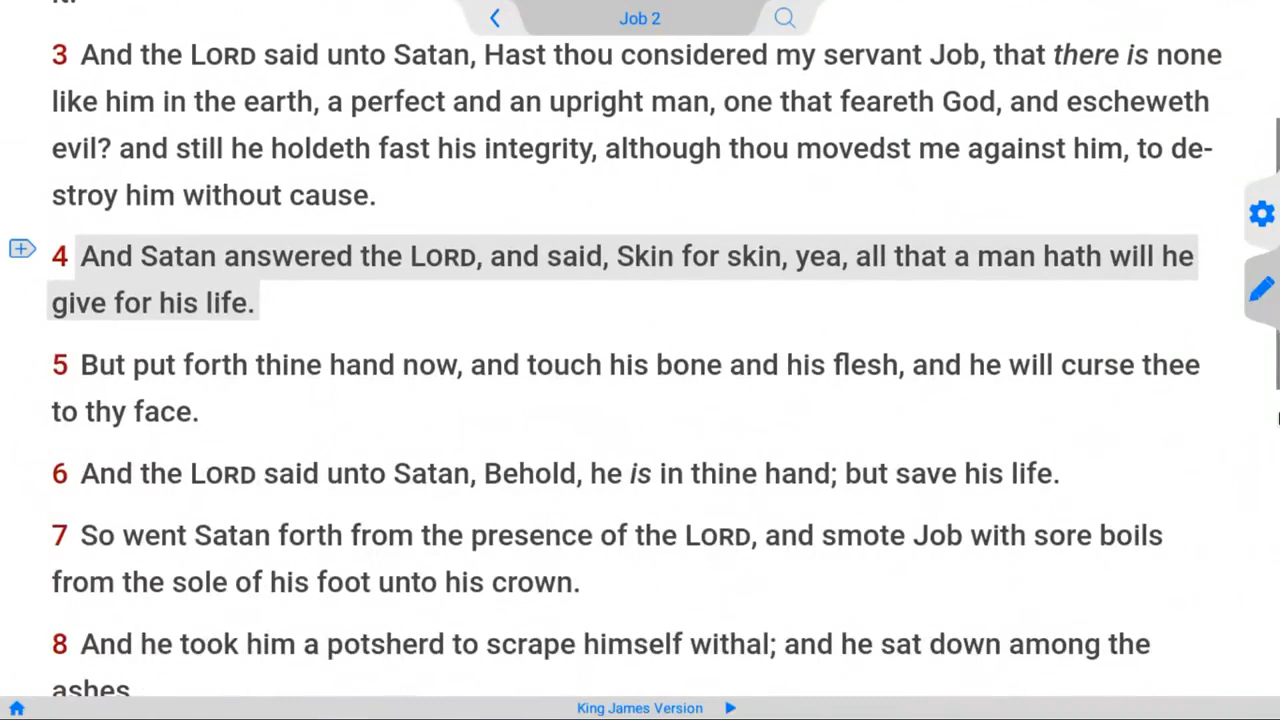 Job 2
3 And the LORD said unto Satan, Hast thou considered my servant Job, that there is none
like him in the earth, a perfect and an upright man, one that feareth God, and escheweth
evil? and still he holdeth fast his integrity, although thou movedst me against him, to de-
stroy him without cause.
4 And Satan answered the LORD, and said, Skin for skin, yea, all that a man hath will he
give for his life.
5 But put forth thine hand now, and touch his bone and his flesh, and he will curse thee
to thy face.
6 And the LORD said unto Satan, Behold, he is in thine hand; but save his life.
7 So went Satan forth from the presence of the LORD, and smote Job with sore boils
from the sole of his foot unto his crown.
8 And he took him a potsherd to scrape himself withal; and he sat down among the
ashes
King James Version